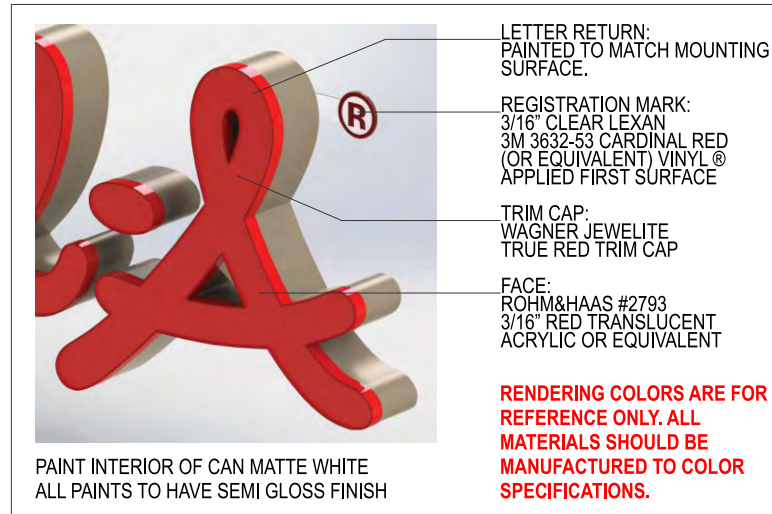 LETTER RETURN:
PAINTED TO MATCH MOUNTING
SURFACE.
®
REGISTRATION MARK:
3/16” CLEAR LEXAN
3M 3632-53 CARDINAL RED
(OR EQUIVALENT) VINYL ®
APPLIED FIRST SURFACE
TRIM CAP:
WAGNER JEWELITE
TRUE RED TRIM CAP
FACE:
ROHM&HAAS #2793
3/16” RED TRANSLUCENT
ACRYLIC OR EQUIVALENT
RENDERING COLORS ARE FOR
REFERENCE ONLY. ALL
MATERIALS SHOULD BE
MANUFACTURED TO COLOR
SPECIFICATIONS.
PAINT INTERIOR OF CAN MATTE WHITE
ALL PAINTS TO HAVE SEMI GLOSS FINISH